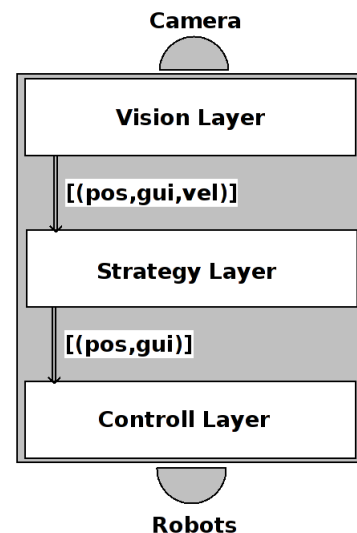 Camera
Vision Layer
[(pos,gui,vel)]
Strategy Layer
[(pos,gui)]
Controll Layer
Robots